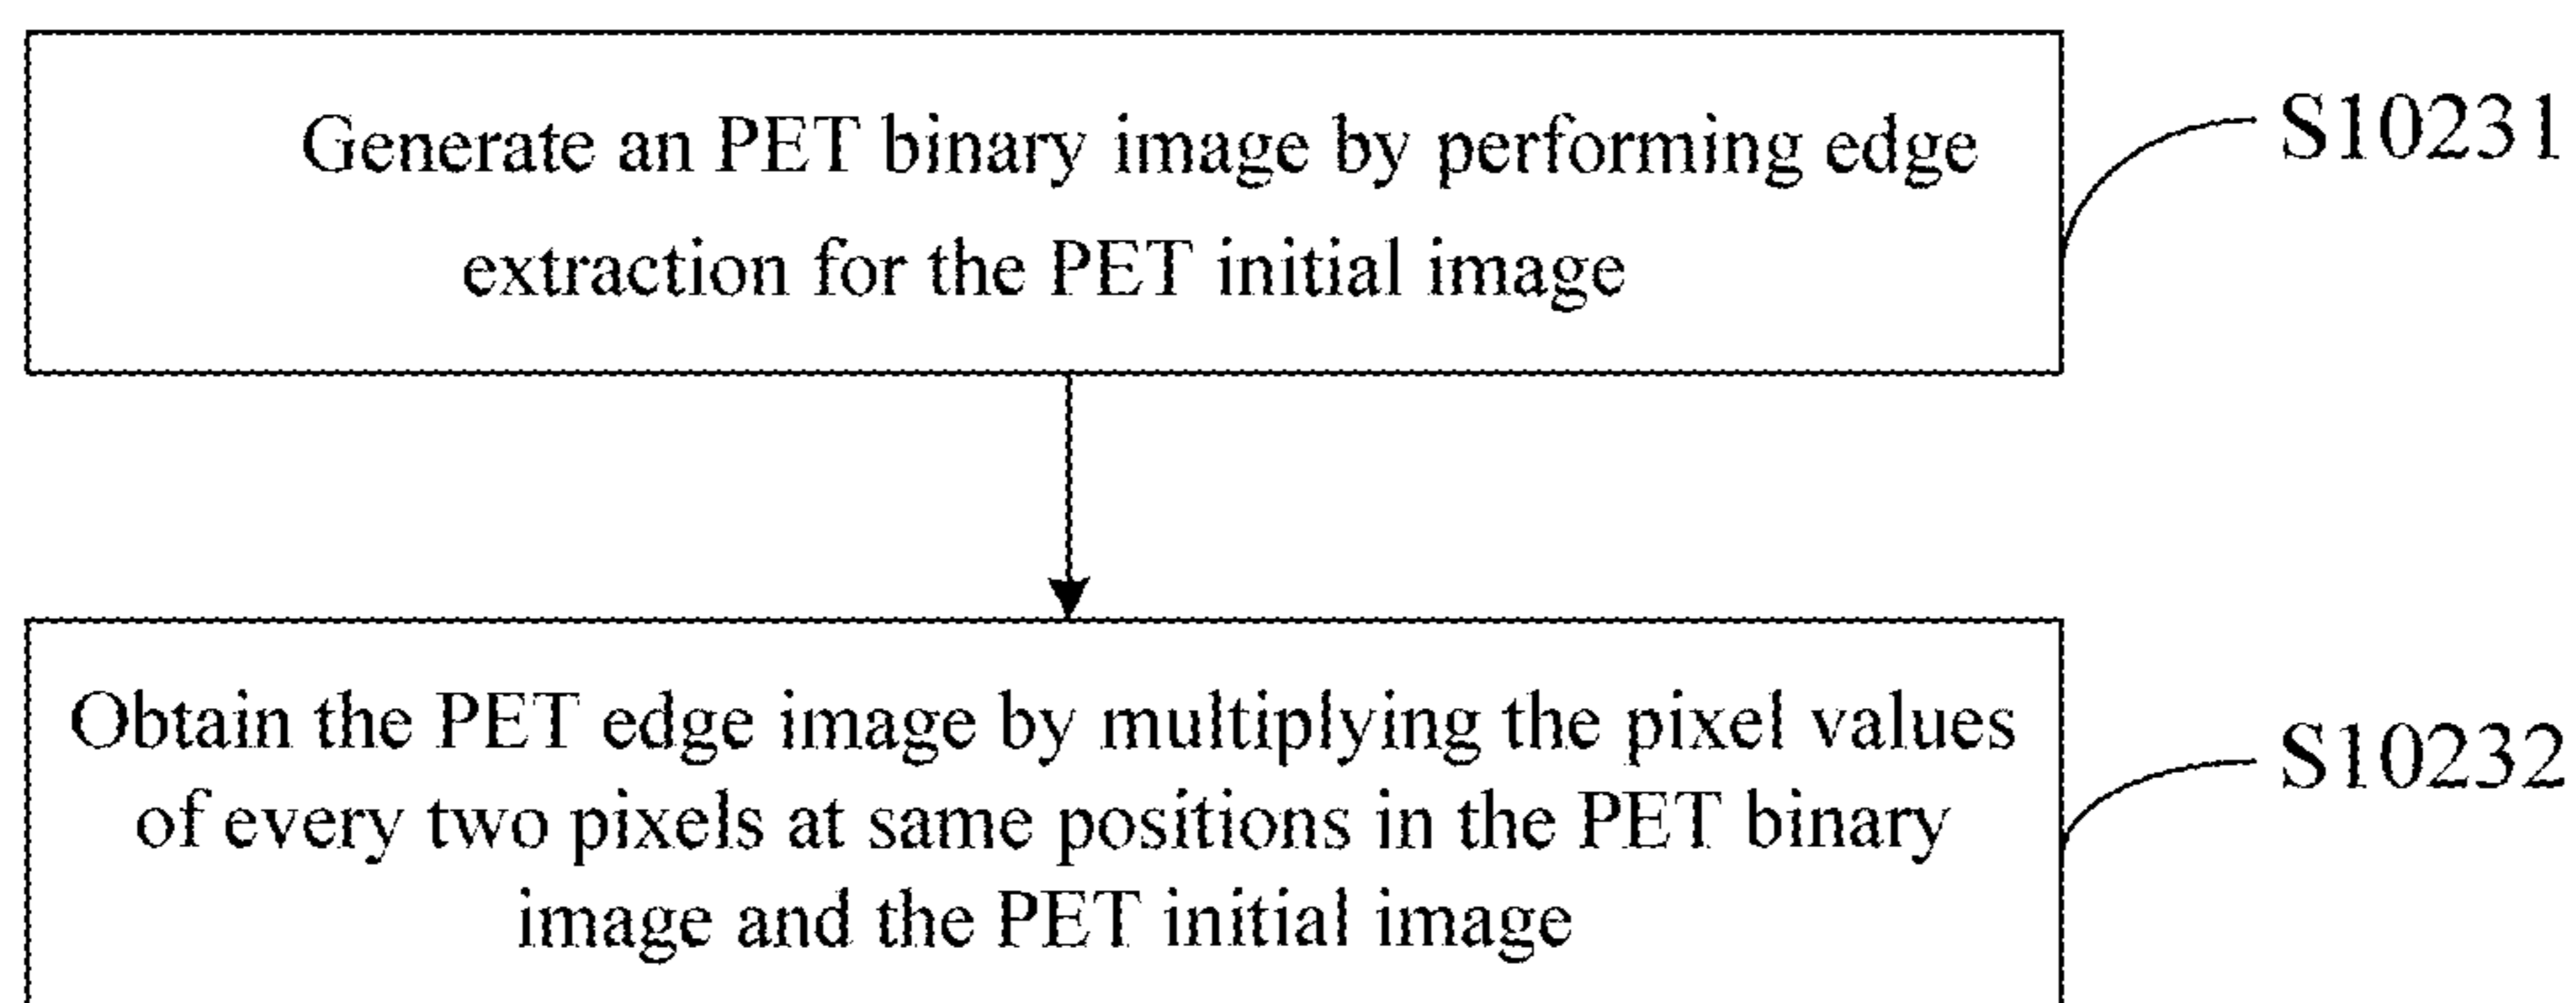 Generate an PET binary image by performing edge
S10231
extraction for the PET initial image
Obtain the PET edge image by multiplying the pixel values
S10232
of every two pixels at same positions in the PET binary
image and the PET initial image